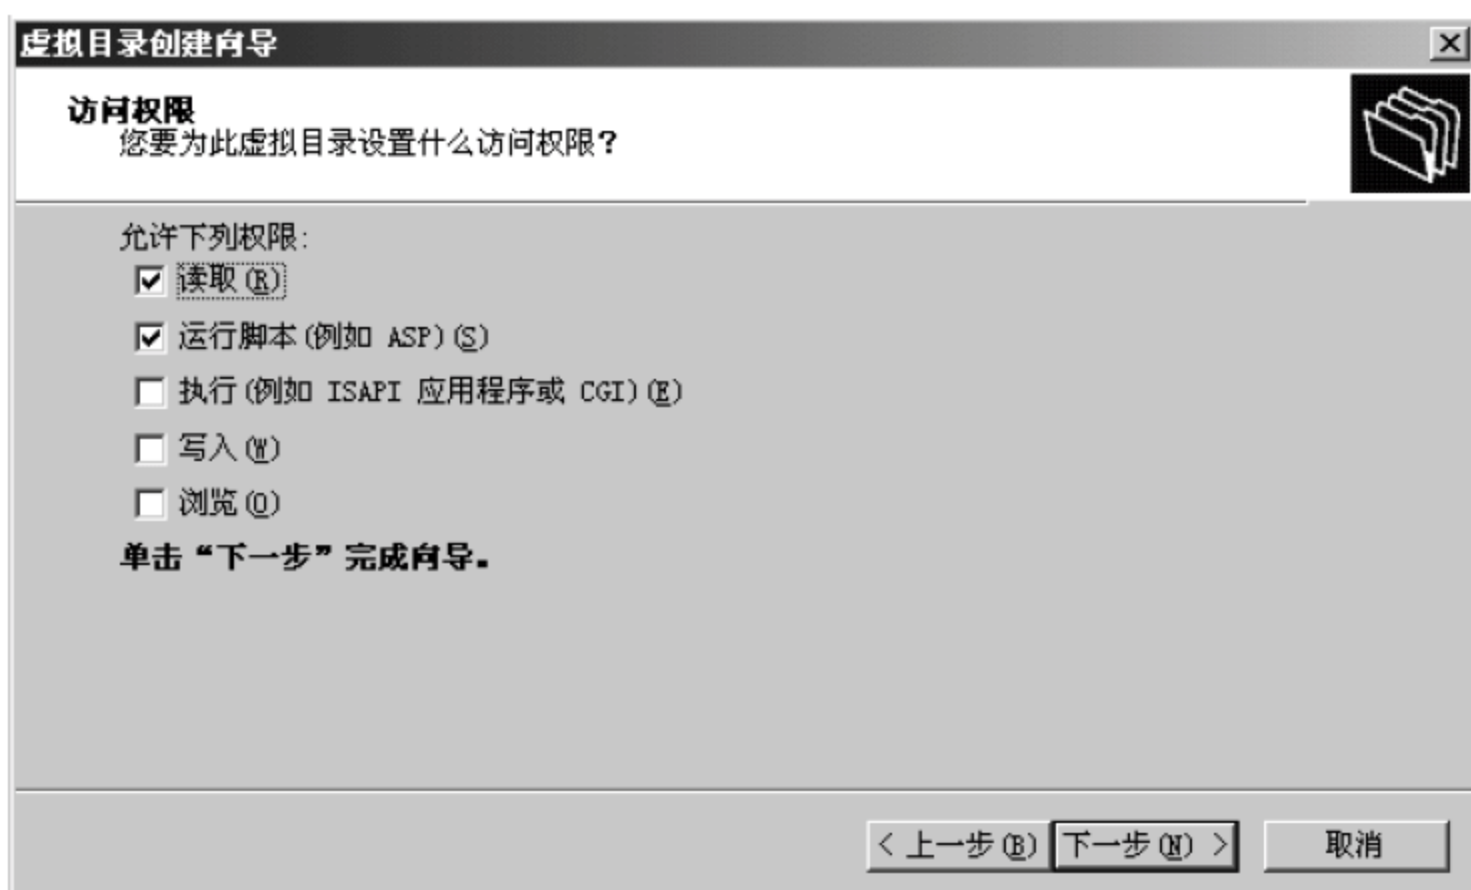 虚拟目录创建向导
访问权限
您要为此虚拟目录设置什么访问权限？
允许下列权限:
读取(R)
运行脚本(例如 ASP)(S)
执行(例如 ISAPI 应用程序或 CGI)(E)
写入(W)
浏览(O)
单击“下一步”完成向导。
< 上一步(B) 下一步(N) > 取消